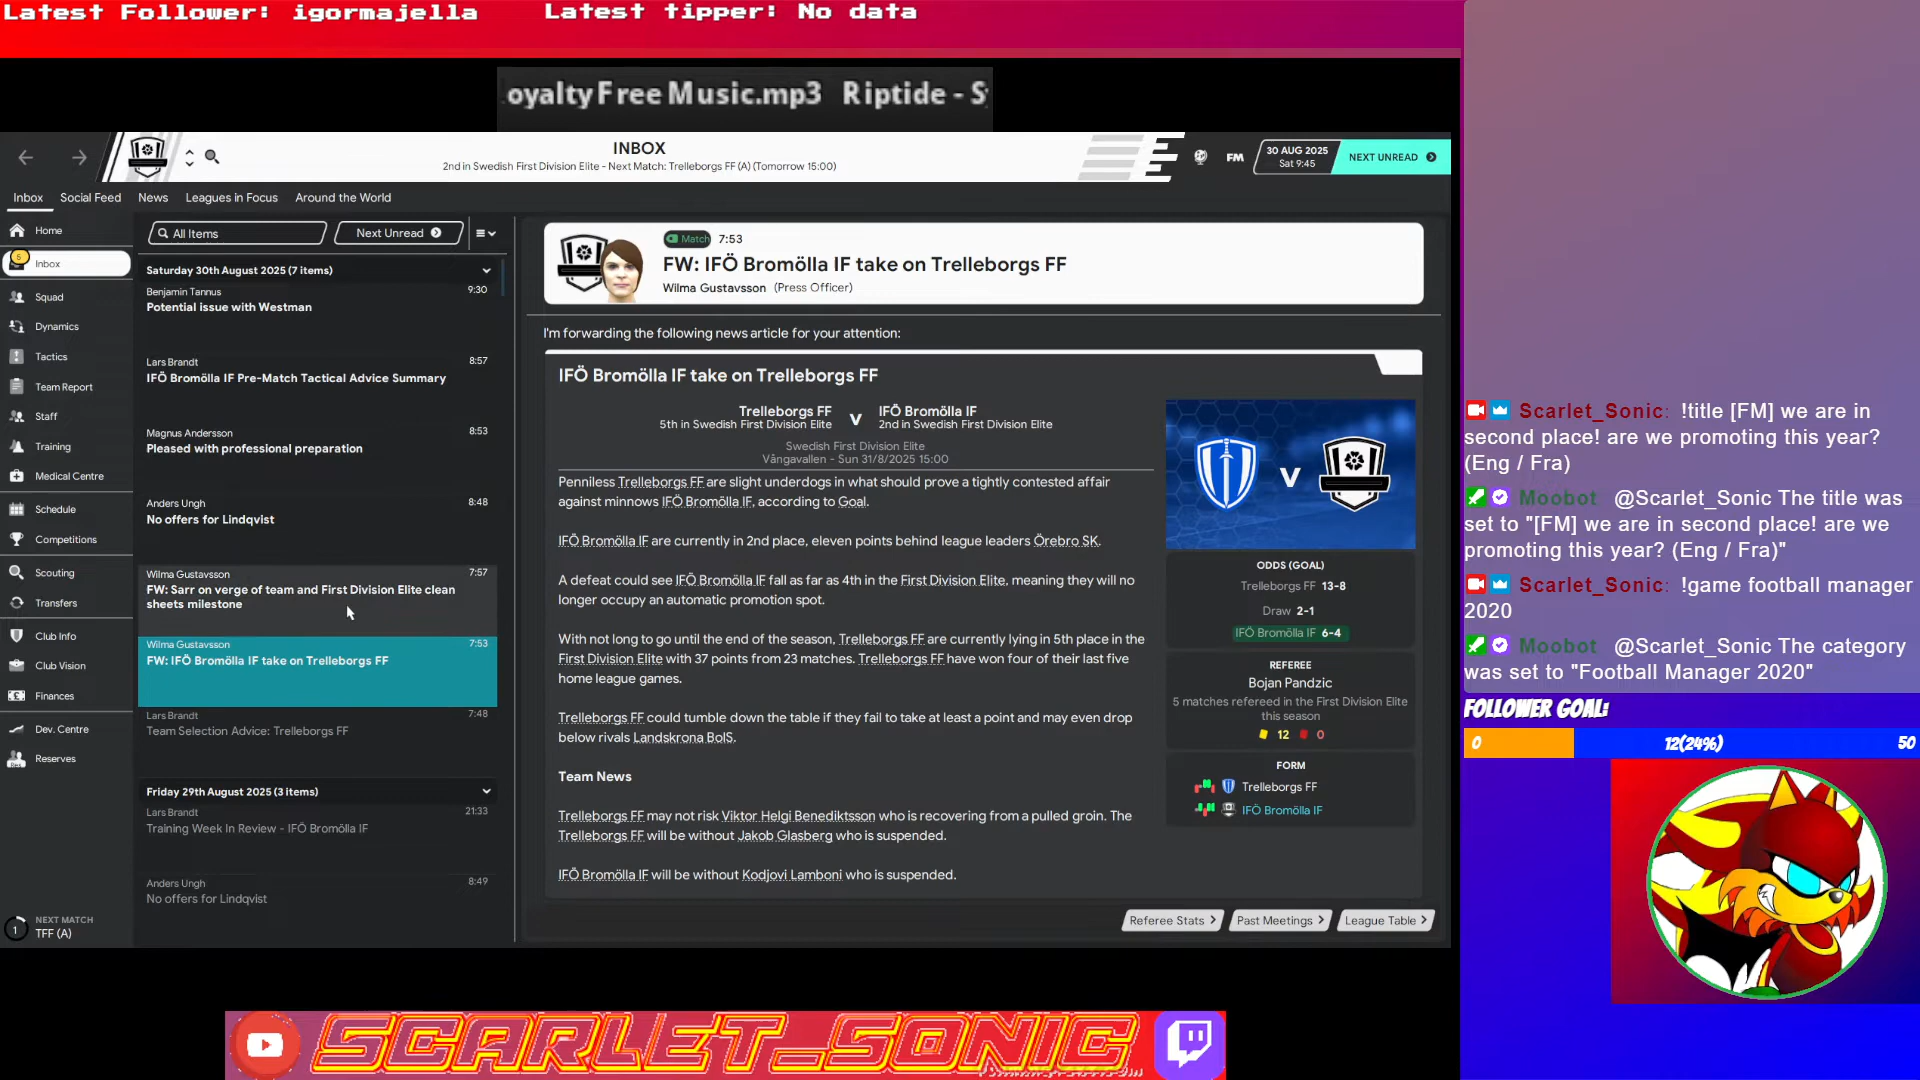 Latest Follower: igormajella
Latest tipper: No data
oyaltyFree Music.mp3 Riptide - S
INBOX
2nd in Swedish First Division Elite - Next Match: Trelleborgs FF (A) (Tomorrow 15:00)
FM
30 AUG 2025
Sat 9:45
NEXT UNREAD
Inbox
Social Feed
News
Leagues in Focus
Around the World
Home
5
Inbox
Squad
Dynamics
Tactics
Team Report
Staff
Training
Medical Centre
Schedule
Competitions
Scouting
Transfers
Club Info
Club Vision
Finances
Dev. Centre
Reserves
1
NEXT MATCH
TFF (A)
All Items
Next Unread
Saturday 30th August 2025 (7 items)
Benjamin Tannus 9:30
Potential issue with Westman
Lars Brandt 8:57
IFÖ Bromölla IF Pre-Match Tactical Advice Summary
Magnus Andersson 8:53
Pleased with professional preparation
Anders Ungh 8:48
No offers for Lindqvist
Wilma Gustavsson 7:57
FW: Sarr on verge of team and First Division Elite clean
sheets milestone
Wilma Gustavsson 7:53
FW: IFÖ Bromölla IF take on Trelleborgs FF
Lars Brandt 7:48
Team Selection Advice: Trelleborgs FF
Friday 29th August 2025 (3 items)
Lars Brandt 21:33
Training Week In Review - IFÖ Bromölla IF
Anders Ungh 8:49
No offers for Lindqvist
Match 7:53
FW: IFÖ Bromölla IF take on Trelleborgs FF
Wilma Gustavsson (Press Officer)
I'm forwarding the following news article for your attention:
IFÖ Bromölla IF take on Trelleborgs FF
Trelleborgs FF V IFÖ Bromölla IF
5th in Swedish First Division Elite 2nd in Swedish First Division Elite
Swedish First Division Elite
Vångavallen - Sun 31/8/2025 15:00
Penniless Trelleborgs FF are slight underdogs in what should prove a tightly contested affair
against minnows IFÖ Bromölla IF, according to Goal.
IFÖ Bromölla IF are currently in 2nd place, eleven points behind league leaders Örebro SK.
A defeat could see IFÖ Bromölla IF fall as far as 4th in the First Division Elite, meaning they will no
longer occupy an automatic promotion spot.
With not long to go until the end of the season, Trelleborgs FF are currently lying in 5th place in the
First Division Elite with 37 points from 23 matches. Trelleborgs FF have won four of their last five
home league games.
Trelleborgs FF could tumble down the table if they fail to take at least a point and may even drop
below rivals Landskrona BoIS.
Team News
Trelleborgs FF may not risk Viktor Helgi Benediktsson who is recovering from a pulled groin. The
Trelleborgs FF will be without Jakob Glasberg who is suspended.
IFÖ Bromölla IF will be without Kodjovi Lamboni who is suspended.
V
ODDS (GOAL)
Trelleborgs FF 13-8
Draw 2-1
IFÖ Bromölla IF 6-4
REFEREE
Bojan Pandzic
5 matches refereed in the First Division Elite
this season
12 0
FORM
Trelleborgs FF
IFÖ Bromölla IF
Referee Stats
Past Meetings
League Table
Scarlet_Sonic: !title [FM] we are in
second place! are we promoting this year?
(Eng / Fra)
Moobot @Scarlet_Sonic The title was
set to "[FM] we are in second place! are we
promoting this year? (Eng / Fra)"
Scarlet_Sonic: !game football manager
2020
Moobot @Scarlet_Sonic The category
was set to "Football Manager 2020"
FOLLOWER GOAL:
0 12(24%) 50
SCARLET_SONIC